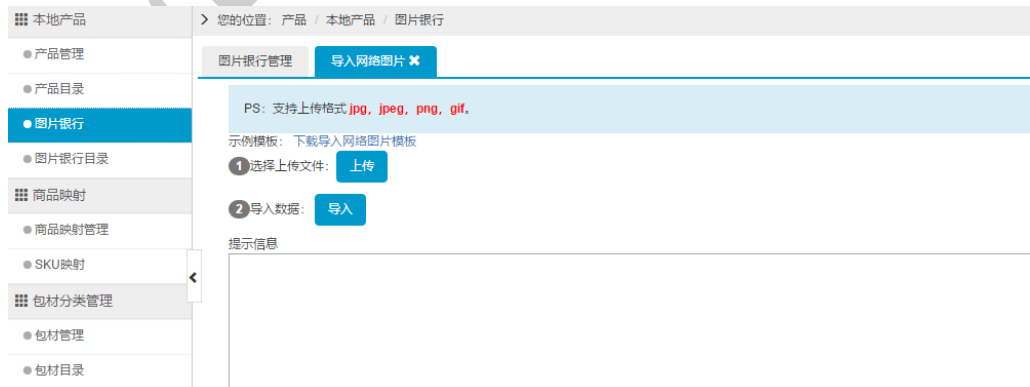 本地产品
产品管理
产品目录
图片银行
图片银行目录
商品映射
商品映射管理
SKU映射
包材分类管理
包材管理
包材目录
您的位置：产品 / 本地产品 / 图片银行
图片银行管理 导入网络图片
PS：支持上传格式jpg，jpeg，png，gif。
示例模板：下载导入网络图片模板
1选择上传文件：上传
2导入数据：导入
提示信息